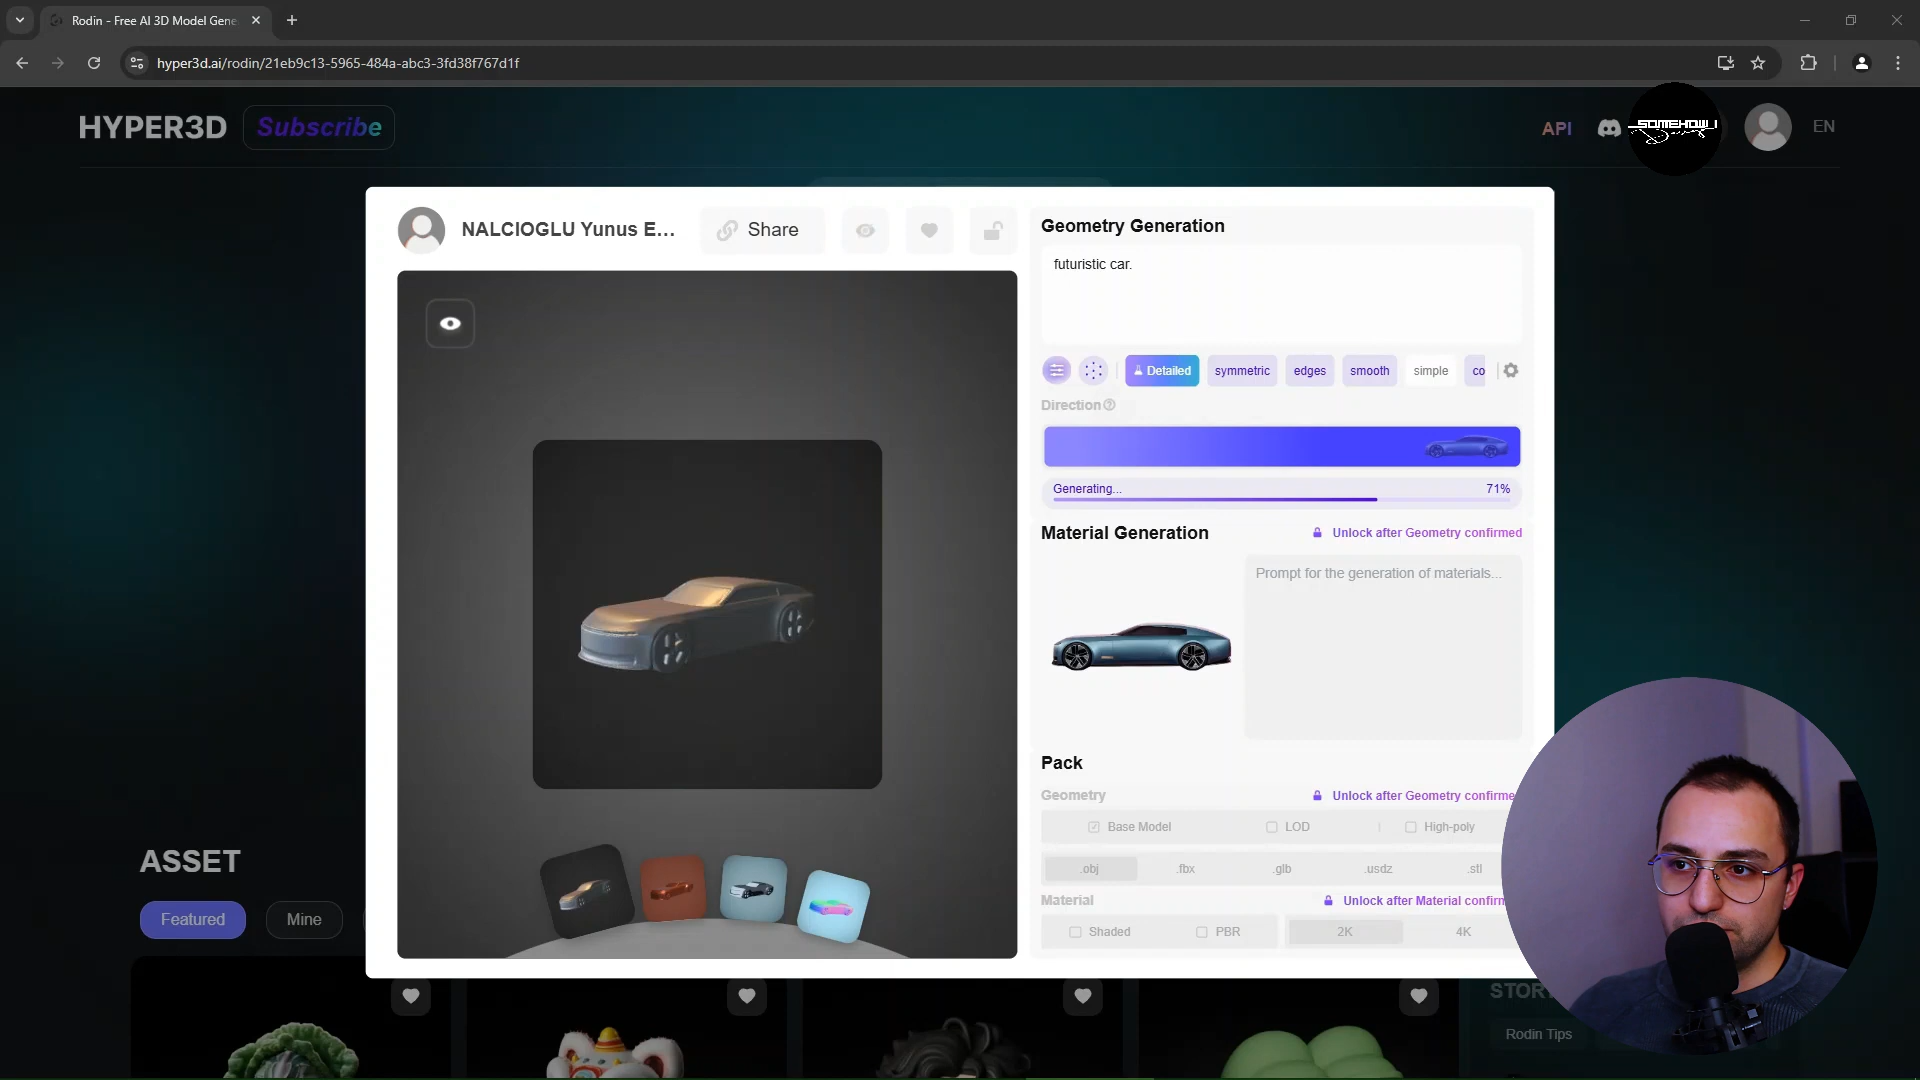 Rodin - Free AI 3D Model Gene
hyper3d.ai/rodin/21eb9c13-5965-484a-abc3-3fd38f767d1f
HYPER3D
Subscribe
API
SOMEHOW I
EN
NALCIOGLU Yunus E...
Share
Geometry Generation
futuristic car.
Detailed
symmetric
edges
smooth
simple
co
Direction
Generating...
71%
Material Generation
Unlock after Geometry confirmed
Prompt for the generation of materials...
Pack
Geometry
Unlock after Geometry confirme
Base Model
LOD
High-poly
.obj
.fbx
.glb
.usdz
.stl
Material
Unlock after Material confirm
Shaded
PBR
2K
4K
ASSET
Featured
Mine
STORY
Rodin Tips